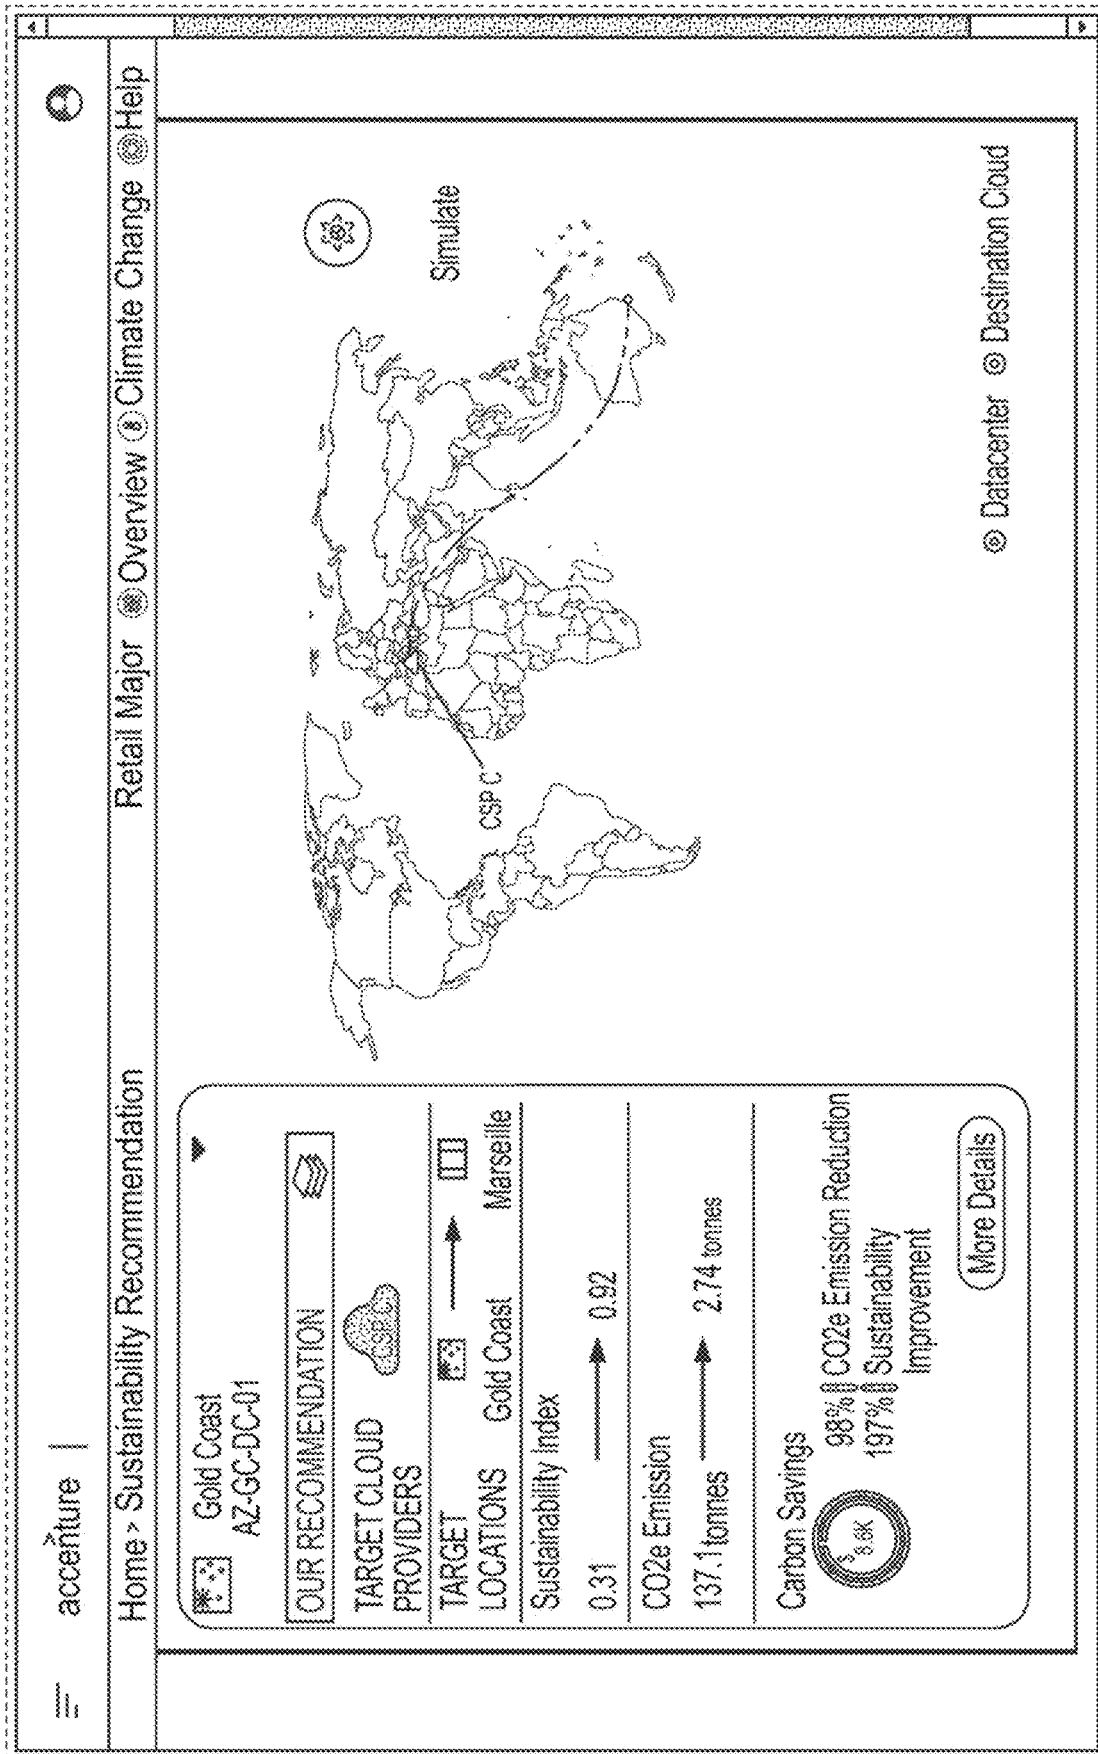 accenture
Home > Sustainability Recommendation
Retail Major Overview Climate Change Help
Gold Coast
AZ-GC-DC-01
OUR RECOMMENDATION
TARGET CLOUD
PROVIDERS
CSP C
TARGET
LOCATIONS
Gold Coast
Marseille
Sustainability Index
0.31
0.92
CO2e Emission
137.1 tonnes
2.74 tonnes
Carbon Savings
98% CO2e Emission Reduction
197% Sustainability
Improvement
More Details
CSP C
Simulate
Datacenter
Destination Cloud